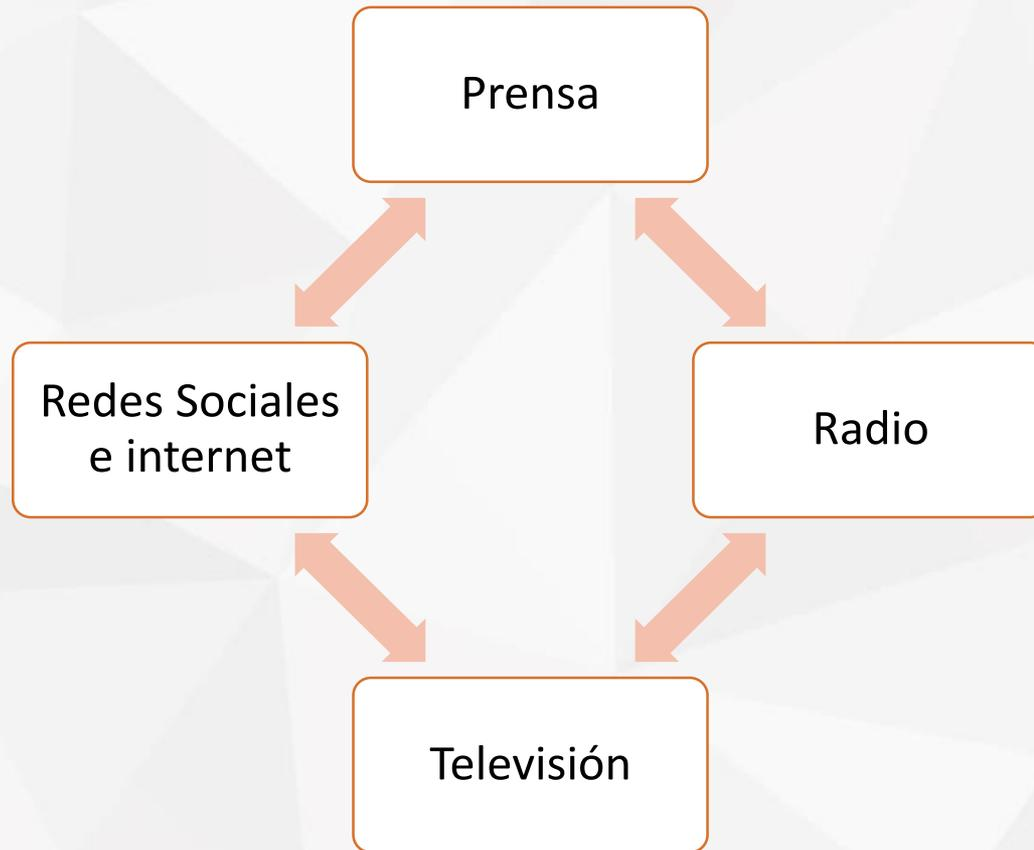 Prensa
Redes Sociales
e internet
Radio
Televisión